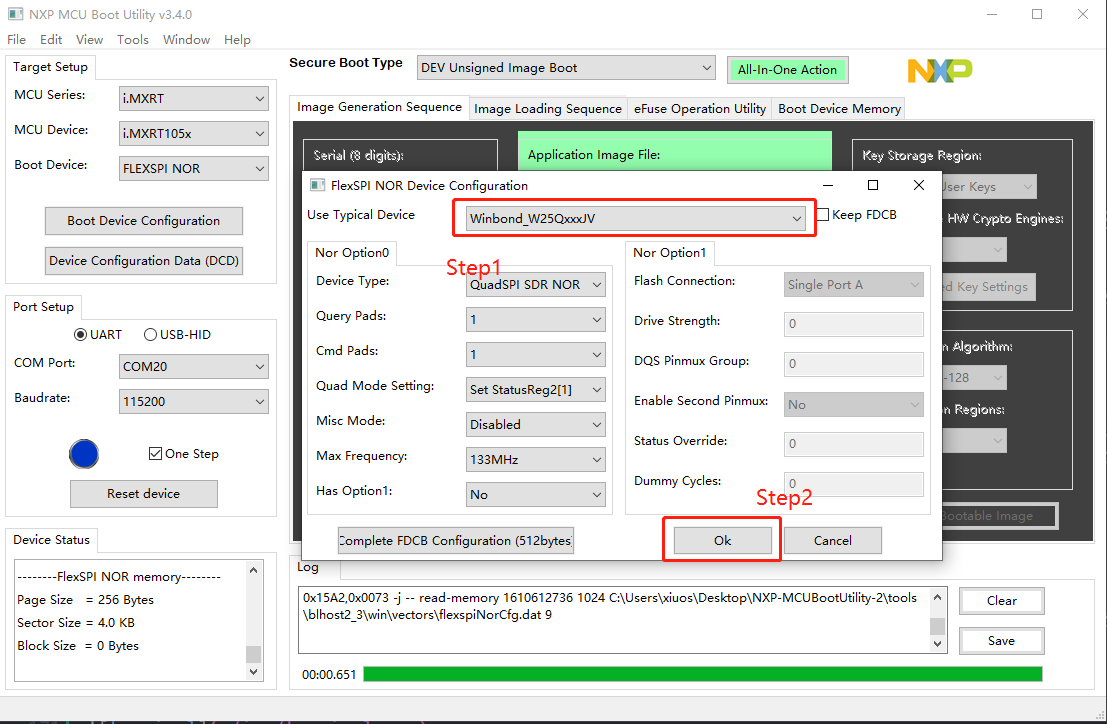 NXP MCU Boot Utility v3.4.0
File Edit View Tools Window Help
Target Setup
MCU Series: i.MXRT
MCU Device: i.MXRT105x
Boot Device: FLEXSPI NOR
Boot Device Configuration
Device Configuration Data (DCD)
Port Setup
UART USB-HID
COM Port: COM20
Baudrate: 115200
One Step
Reset device
Device Status
--------FlexSPI NOR memory--------
Page Size = 256 Bytes
Sector Size = 4.0 KB
Block Size = 0 Bytes
Secure Boot Type DEV Unsigned Image Boot All-In-One Action
NXP
Image Generation Sequence Image Loading Sequence eFuse Operation Utility Boot Device Memory
Serial (8 digits): Application Image File: Key Storage Region:
User Keys
HW Crypto Engines:
Key Settings
Algorithm:
-128
Regions:
Bootable Image
FlexSPI NOR Device Configuration
Use Typical Device Winbond_W25QxxxJV Keep FDCB
Step1
Nor Option0
Device Type: QuadSPI SDR NOR
Query Pads: 1
Cmd Pads: 1
Quad Mode Setting: Set StatusReg2[1]
Misc Mode: Disabled
Max Frequency: 133MHz
Has Option1: No
Nor Option1
Flash Connection: Single Port A
Drive Strength: 0
DQS Pinmux Group: 0
Enable Second Pinmux: No
Status Override: 0
Dummy Cycles: 0
Step2
Complete FDCB Configuration (512bytes) Ok Cancel
Log
0x15A2,0x0073 -j -- read-memory 1610612736 1024 C:\Users\xiuos\Desktop\NXP-MCUBootUtility-2\tools
\blhost2_3\win\vectors\flexspiNorCfg.dat 9
Clear
Save
00:00.651